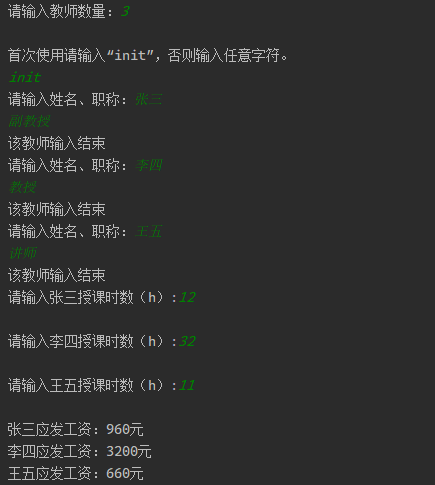 请输入教师数量：3
首次使用请输入“init”，否则输入任意字符。
init
请输入姓名、职称：张三
副教授
该教师输入结束
请输入姓名、职称：李四
教授
该教师输入结束
请输入姓名、职称：王五
讲师
该教师输入结束
请输入张三授课时数（h）:12
请输入李四授课时数（h）:32
请输入王五授课时数（h）:11
张三应发工资：960元
李四应发工资：3200元
王五应发工资：660元